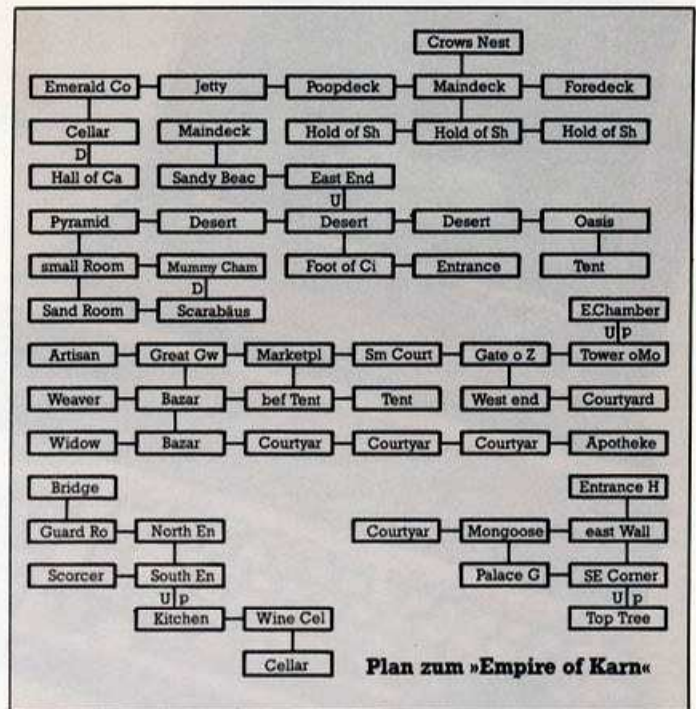 Crows Nest
Emerald Co Jetty Poopdeck Maindeck Foredeck
Cellar Maindeck Hold of Sh Hold of Sh Hold of Sh
D
Hall of Ca Sandy Beac East End
U
Pyramid Desert Desert Desert Oasis
small Room Mummy Cham Foot of Ci Entrance Tent
D
Sand Room Scarabäus E.Chamber
U p
Artisan Great Gw Marketpl Sm Court Gate o Z Tower oMo
Weaver Bazar bef Tent Tent West end Courtyard
Widow Bazar Courtyar Courtyar Courtyar Apotheke
Bridge Entrance H
Guard Ro North En Courtyar Mongoose east Wall
Scorcer South En Palace G SE Corner
U p U p
Kitchen Wine Cel Top Tree
Cellar Plan zum »Empire of Karn«